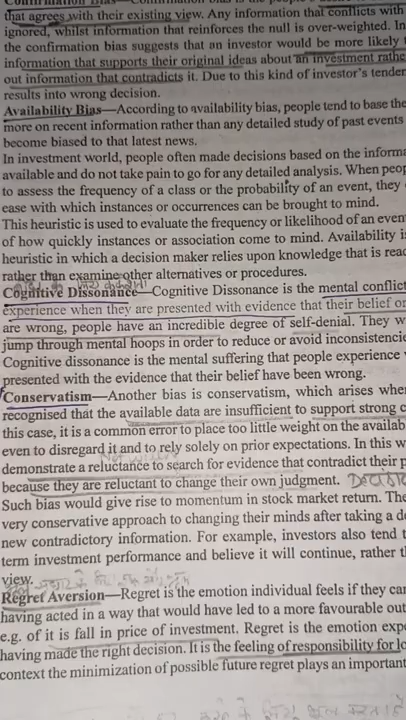 that agrees with their existing view. Any information that conflicts with
ignored, whilst information that reinforces the null is over-weighted. In
the confirmation bias suggests that an investor would be more likely t
information that supports their original ideas about an investment rathe
out information that contradicts it. Due to this kind of investor's tenden
results into wrong decision.
Availability Bias—According to availability bias, people tend to base the
more on recent information rather than any detailed study of past events
become biased to that latest news.
In investment world, people often made decisions based on the informa
available and do not take pain to go for any detailed analysis. When peop
to assess the frequency of a class or the probability of an event, they
ease with which instances or occurrences can be brought to mind.
This heuristic is used to evaluate the frequency or likelihood of an even
of how quickly instances or association come to mind. Availability is
heuristic in which a decision maker relies upon knowledge that is read
rather than examine other alternatives or procedures.
Cognitive Dissonance—Cognitive Dissonance is the mental conflict
experience when they are presented with evidence that their belief or
are wrong, people have an incredible degree of self-denial. They w
jump through mental hoops in order to reduce or avoid inconsistencie
Cognitive dissonance is the mental suffering that people experience
presented with the evidence that their belief have been wrong.
Conservatism—Another bias is conservatism, which arises whe
recognised that the available data are insufficient to support strong c
this case, it is a common error to place too little weight on the availab
even to disregard it and to rely solely on prior expectations. In this w
demonstrate a reluctance to search for evidence that contradict their p
because they are reluctant to change their own judgment.
Such bias would give rise to momentum in stock market return. The
very conservative approach to changing their minds after taking a de
new contradictory information. For example, investors also tend t
term investment performance and believe it will continue, rather t
view.
Regret Aversion—Regret is the emotion individual feels if they can
having acted in a way that would have led to a more favourable out
e.g. of it is fall in price of investment. Regret is the emotion expe
having made the right decision. It is the feeling of responsibility for lo
context the minimization of possible future regret plays an important